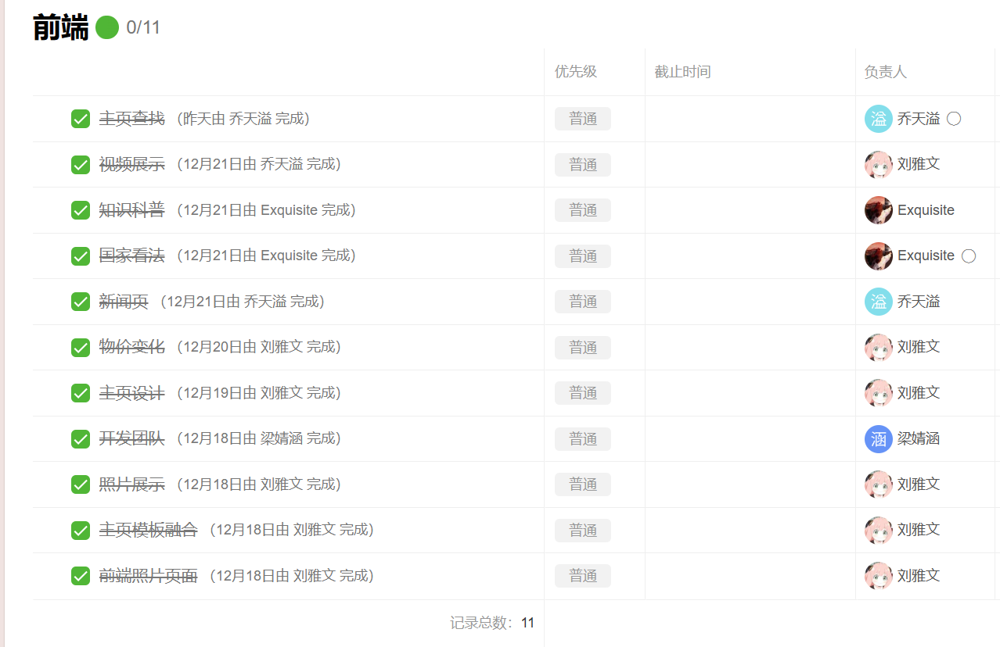 前端 0/11
优先级 截止时间 负责人
主页查找 (昨天由 乔天溢 完成) 普通 溢 乔天溢
视频展示 (12月21日由 乔天溢 完成) 普通 刘雅文
知识科普 (12月21日由 Exquisite 完成) 普通 Exquisite
国家看法 (12月21日由 Exquisite 完成) 普通 Exquisite
新闻页 (12月21日由 乔天溢 完成) 普通 溢 乔天溢
物价变化 (12月20日由 刘雅文 完成) 普通 刘雅文
主页设计 (12月19日由 刘雅文 完成) 普通 刘雅文
开发团队 (12月18日由 梁婧涵 完成) 普通 涵 梁婧涵
照片展示 (12月18日由 刘雅文 完成) 普通 刘雅文
主页模板融合 (12月18日由 刘雅文 完成) 普通 刘雅文
前端照片页面 (12月18日由 刘雅文 完成) 普通 刘雅文
记录总数：11